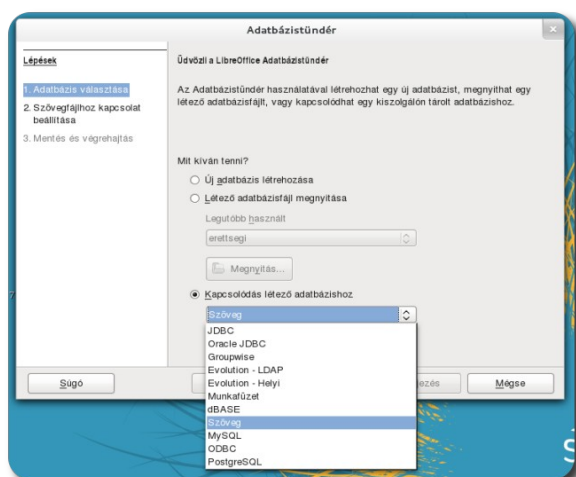 Adatbázistündér
Lépések
1. Adatbázis választása
2. Szövegfájlhoz kapcsolat
beállítása
3. Mentés és végrehajtás
Üdvözli a LibreOffice Adatbázistündér
Az Adatbázistündér használatával létrehozhat egy új adatbázist, megnyithat egy
létező adatbázisfájlt, vagy kapcsolódhat egy kiszolgálón tárolt adatbázishoz.
Mit kíván tenni?
Új adatbázis létrehozása
Létező adatbázisfájl megnyitása
Legutóbb használt
erettsegi
Megnyitás...
Kapcsolódás létező adatbázishoz
Szöveg
JDBC
Oracle JDBC
Groupwise
Evolution - LDAP
Evolution - Helyi
Munkafüzet
dBASE
Szöveg
MySQL
ODBC
PostgreSQL
Súgó
ezés
Mégse